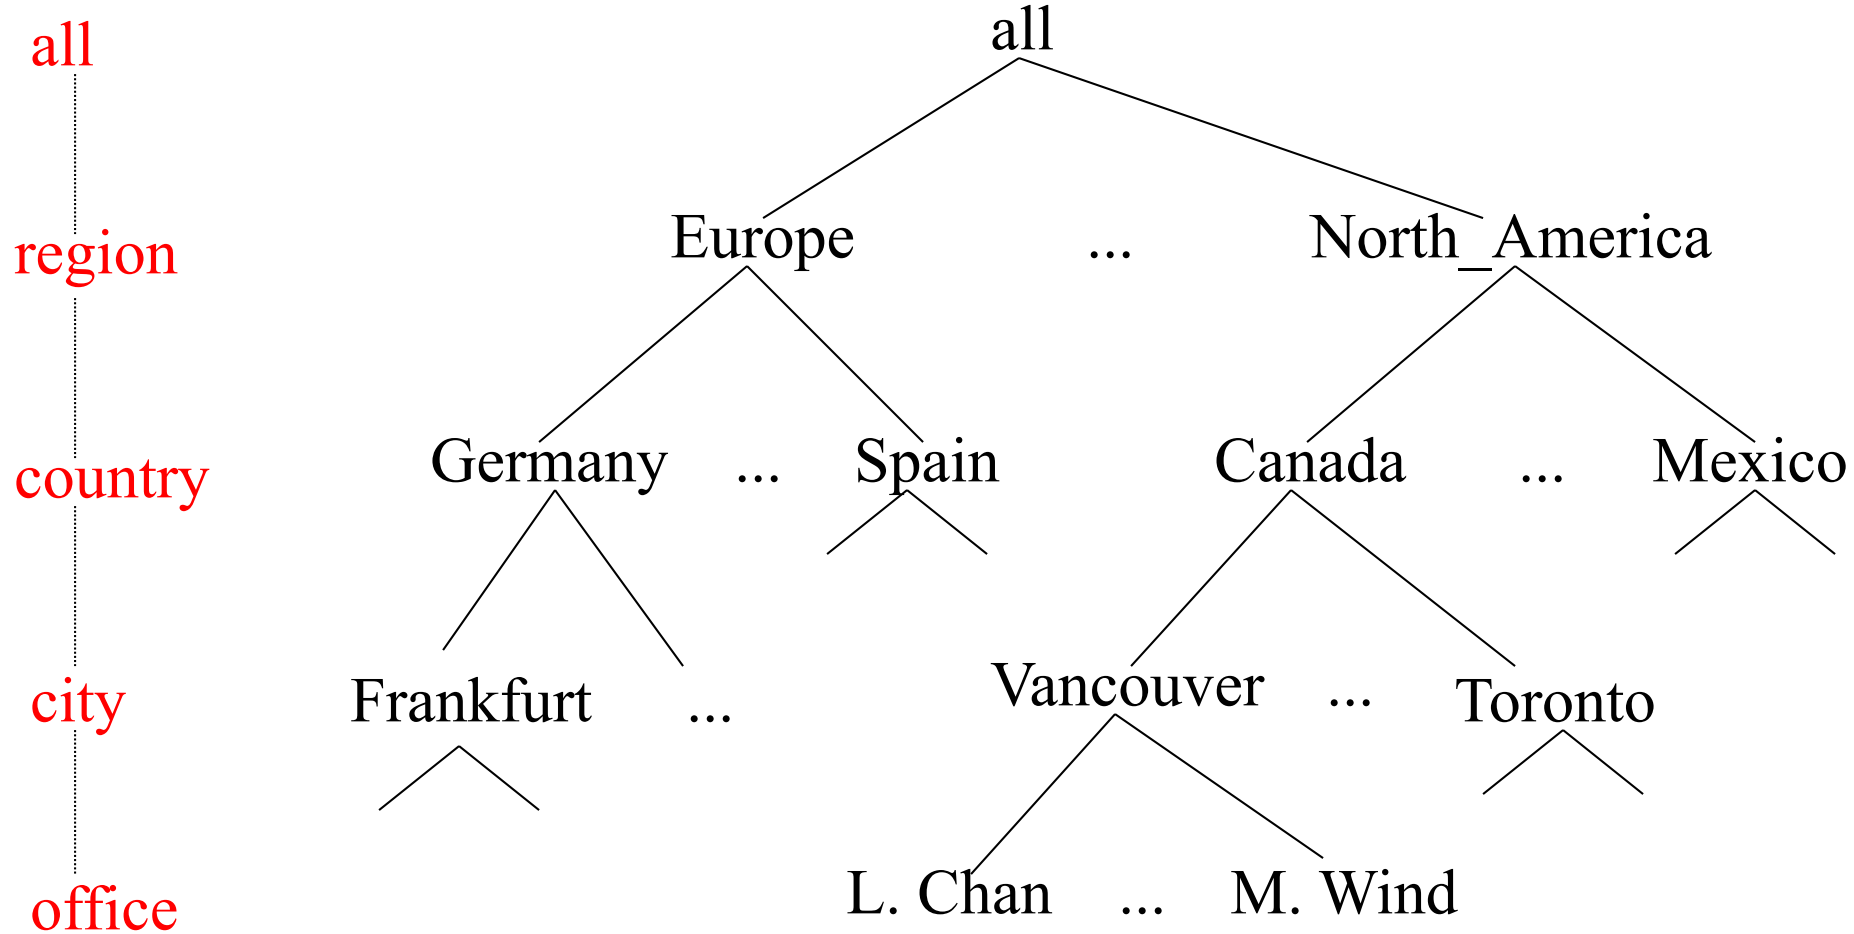 all
all
region
Europe ... North_America
country
Germany ... Spain Canada ... Mexico
city
Frankfurt ... Vancouver ... Toronto
office
L. Chan ... M. Wind